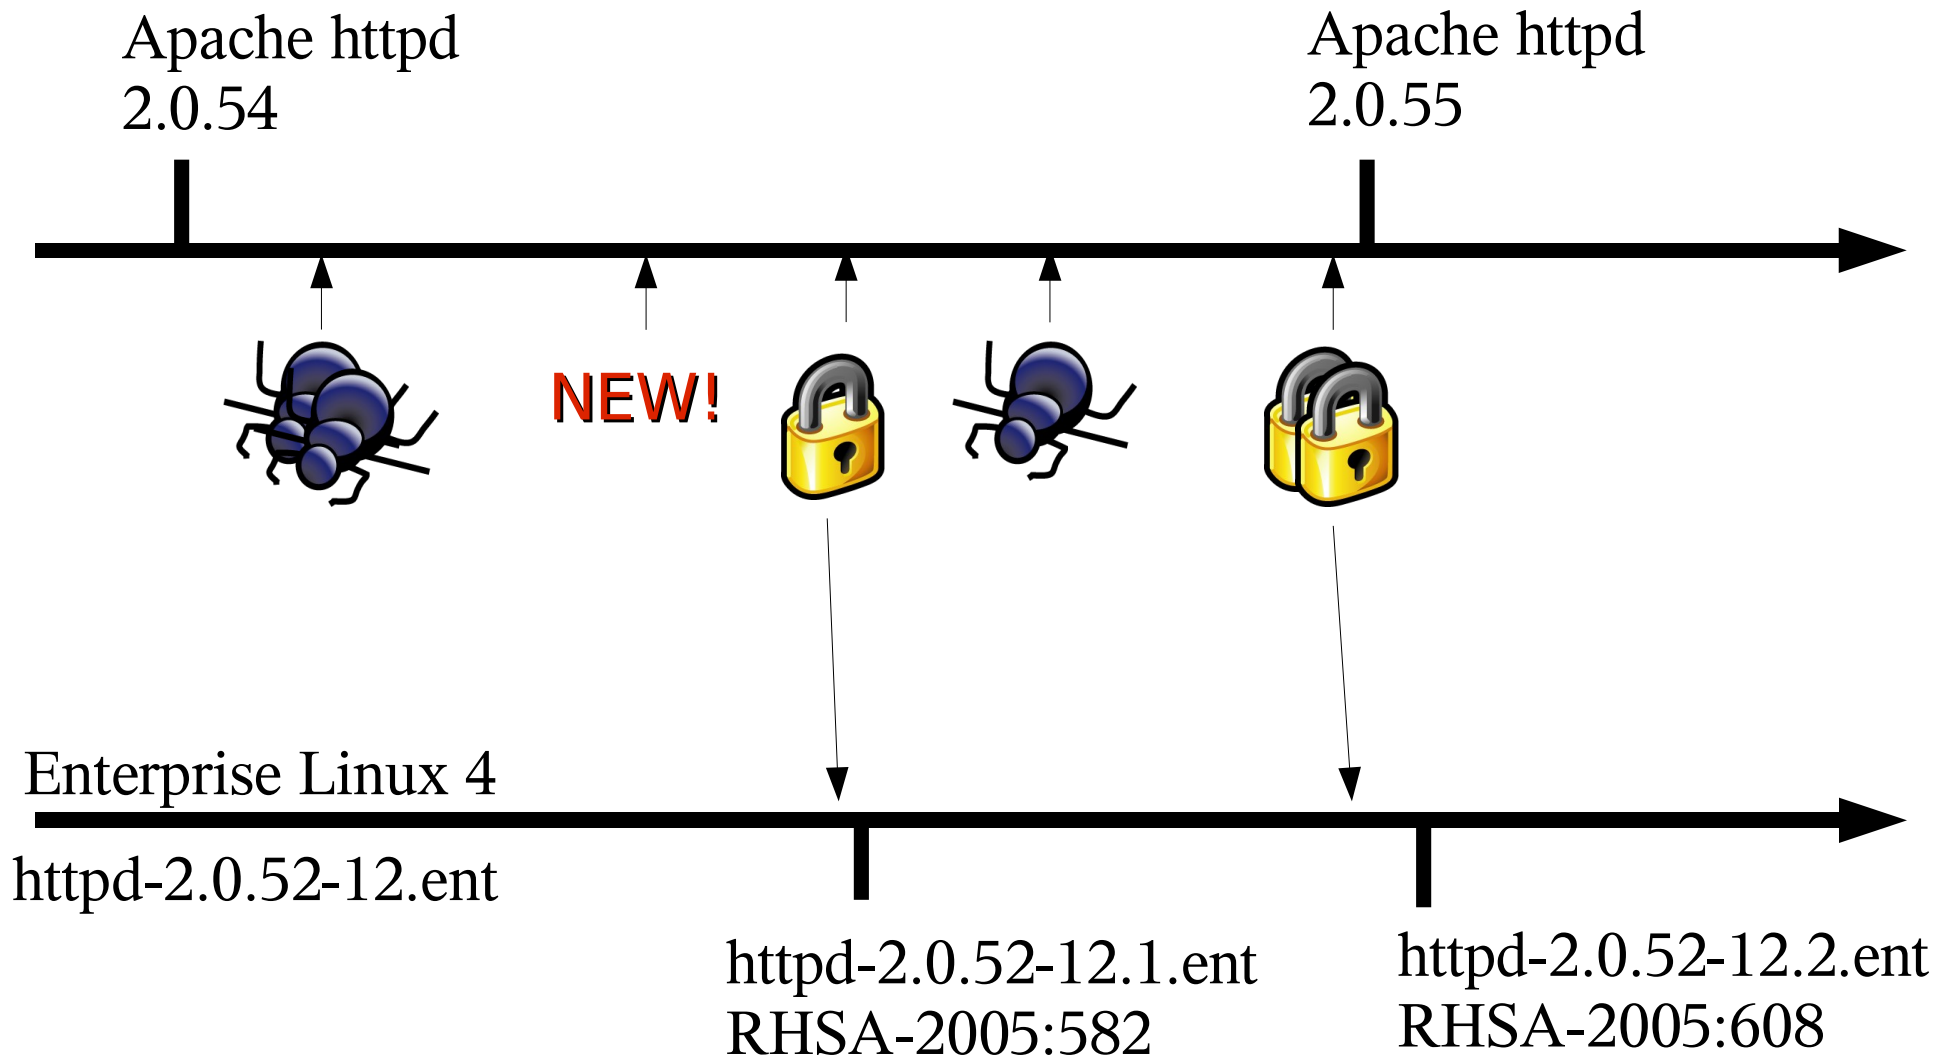 Apache httpd
2.0.54
Apache httpd
2.0.55
NEW!
Enterprise Linux 4
httpd-2.0.52-12.ent
httpd-2.0.52-12.1.ent
RHSA-2005:582
httpd-2.0.52-12.2.ent
RHSA-2005:608